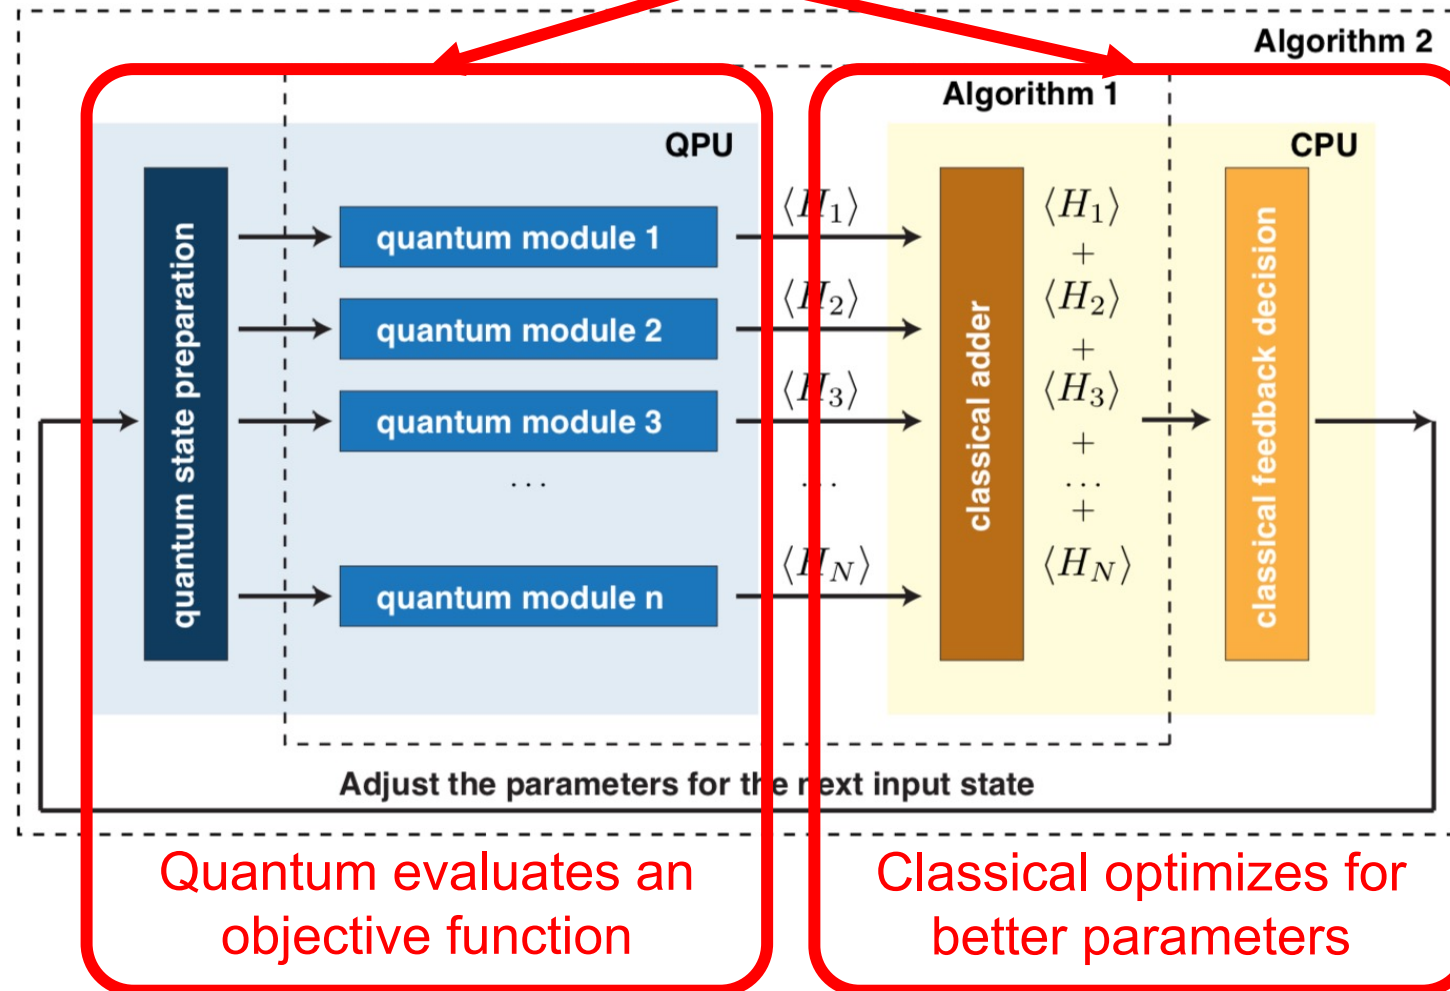 Algorithm 2
Algorithm 1
QPU
CPU
quantum state preparation
quantum module 1
quantum module 2
quantum module 3
...
quantum module n
⟨H₁⟩
⟨H₂⟩
⟨H₃⟩
...
⟨H_N⟩
classical adder
⟨H₁⟩
+
⟨H₂⟩
+
⟨H₃⟩
+
...
+
⟨H_N⟩
classical feedback decision
Adjust the parameters for the next input state
Quantum evaluates an
objective function
Classical optimizes for
better parameters